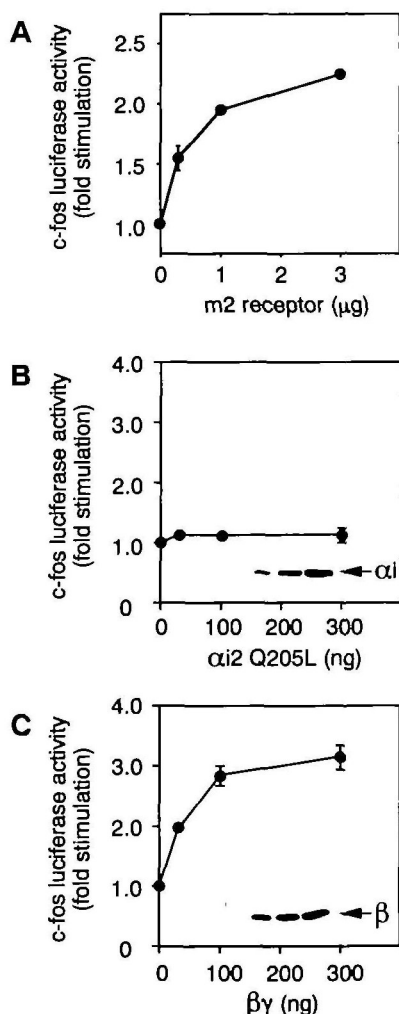 A
c-fos luciferase activity
(fold stimulation)
2.5
2.0
1.5
1.0
0
1
2
3
m2 receptor (μg)
B
c-fos luciferase activity
(fold stimulation)
4.0
3.0
2.0
1.0
0
αi
0
100
200
300
αi2 Q205L (ng)
C
c-fos luciferase activity
(fold stimulation)
4.0
3.0
2.0
1.0
0
β
0
100
200
300
βγ (ng)